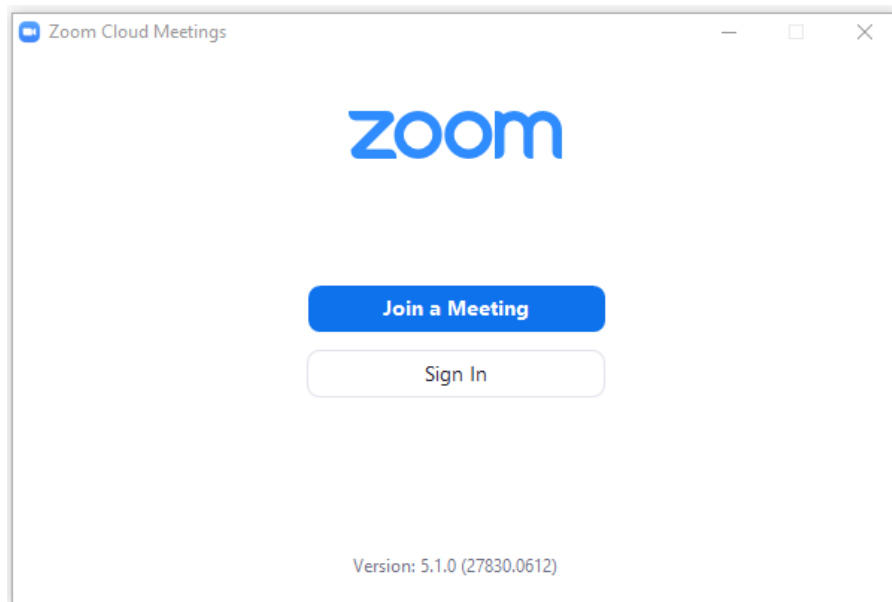 Zoom Cloud Meetings
zoom
Join a Meeting
Sign In
Version: 5.1.0 (27830.0612)